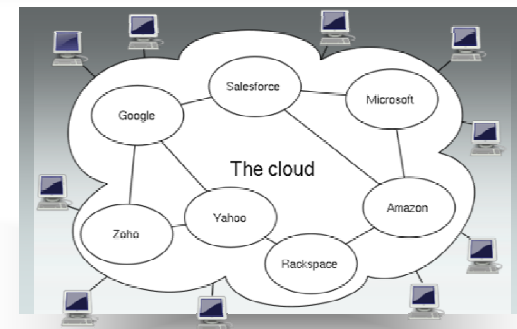 Salesforce
Microsoft
Google
The cloud
Amazon
Yahoo
Zoho
Rackspace